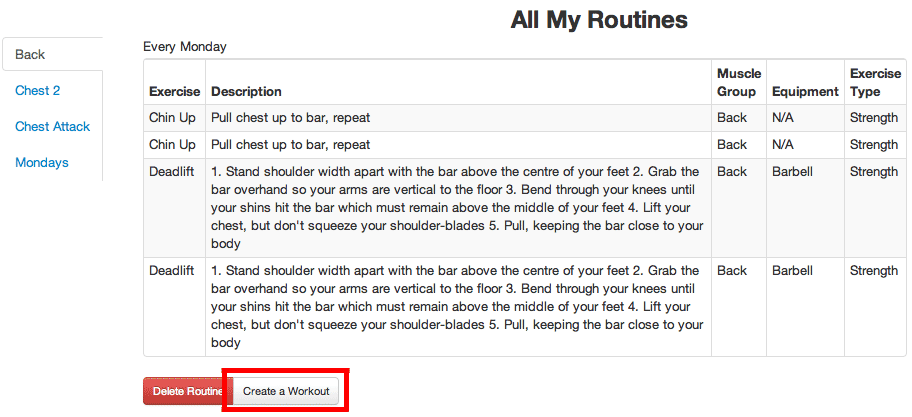 All My Routines
Back
Chest 2
Chest Attack
Mondays
Every Monday
Exercise Description Muscle Group Equipment Exercise Type
Chin Up Pull chest up to bar, repeat Back N/A Strength
Chin Up Pull chest up to bar, repeat Back N/A Strength
Deadlift 1. Stand shoulder width apart with the bar above the centre of your feet 2. Grab the Back Barbell Strength
bar overhand so your arms are vertical to the floor 3. Bend through your knees until
your shins hit the bar which must remain above the middle of your feet 4. Lift your
chest, but don't squeeze your shoulder-blades 5. Pull, keeping the bar close to your
body
Deadlift 1. Stand shoulder width apart with the bar above the centre of your feet 2. Grab the Back Barbell Strength
bar overhand so your arms are vertical to the floor 3. Bend through your knees until
your shins hit the bar which must remain above the middle of your feet 4. Lift your
chest, but don't squeeze your shoulder-blades 5. Pull, keeping the bar close to your
body
Delete Routine Create a Workout